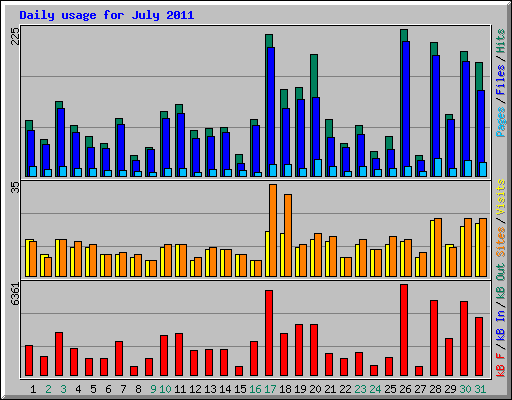 Daily usage for July 2011
225
Pages / Files / Hits
35
Sites / Visits
6361
kB F / kB In / kB Out
1 2 3 4 5 6 7 8 9 10 11 12 13 14 15 16 17 18 19 20 21 22 23 24 25 26 27 28 29 30 31